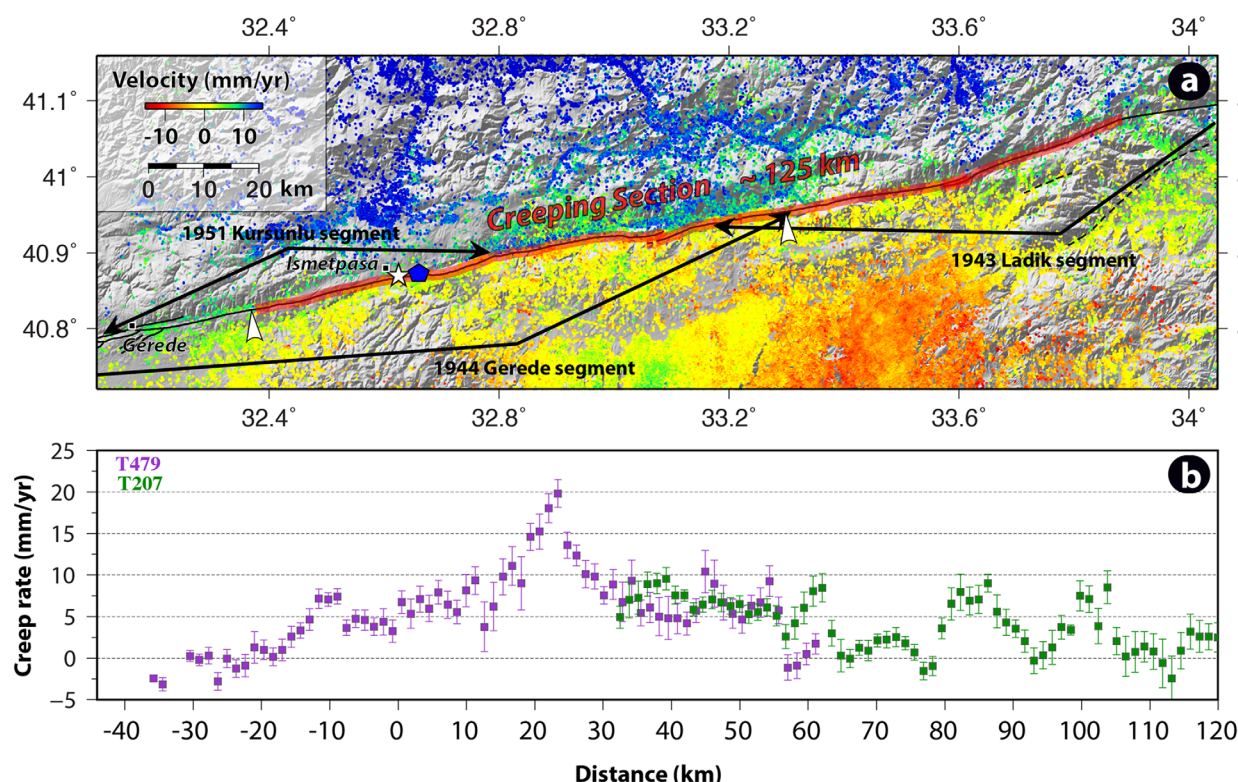 32.4° 32.8° 33.2° 33.6° 34°
a
Velocity (mm/yr)
-10 0 10
0 10 20 km
41.1°
41°
40.9°
40.8°
Creeping Section ~ 125 km
1951 Kursunlu segment
Ismetpasa
1943 Ladik segment
Gerede
1944 Gerede segment
32.4° 32.8° 33.2° 33.6° 34°
b
T479
T207
Creep rate (mm/yr)
25
20
15
10
5
0
−5
-40 -30 -20 -10 0 10 20 30 40 50 60 70 80 90 100 110 120
Distance (km)